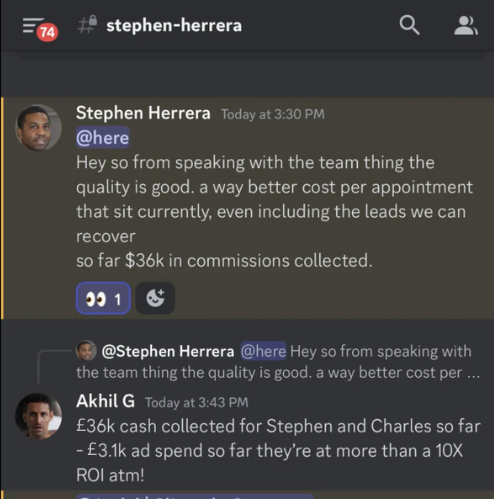 74
stephen-herrera
Stephen Herrera Today at 3:30 PM
@here
Hey so from speaking with the team thing the
quality is good. a way better cost per appointment
that sit currently, even including the leads we can
recover
so far $36k in commissions collected.
👀 1
@Stephen Herrera @here Hey so from speaking with
the team thing the quality is good. a way better cost per ...
Akhil G Today at 3:43 PM
£36k cash collected for Stephen and Charles so far
- £3.1k ad spend so far they're at more than a 10X
ROI atm!